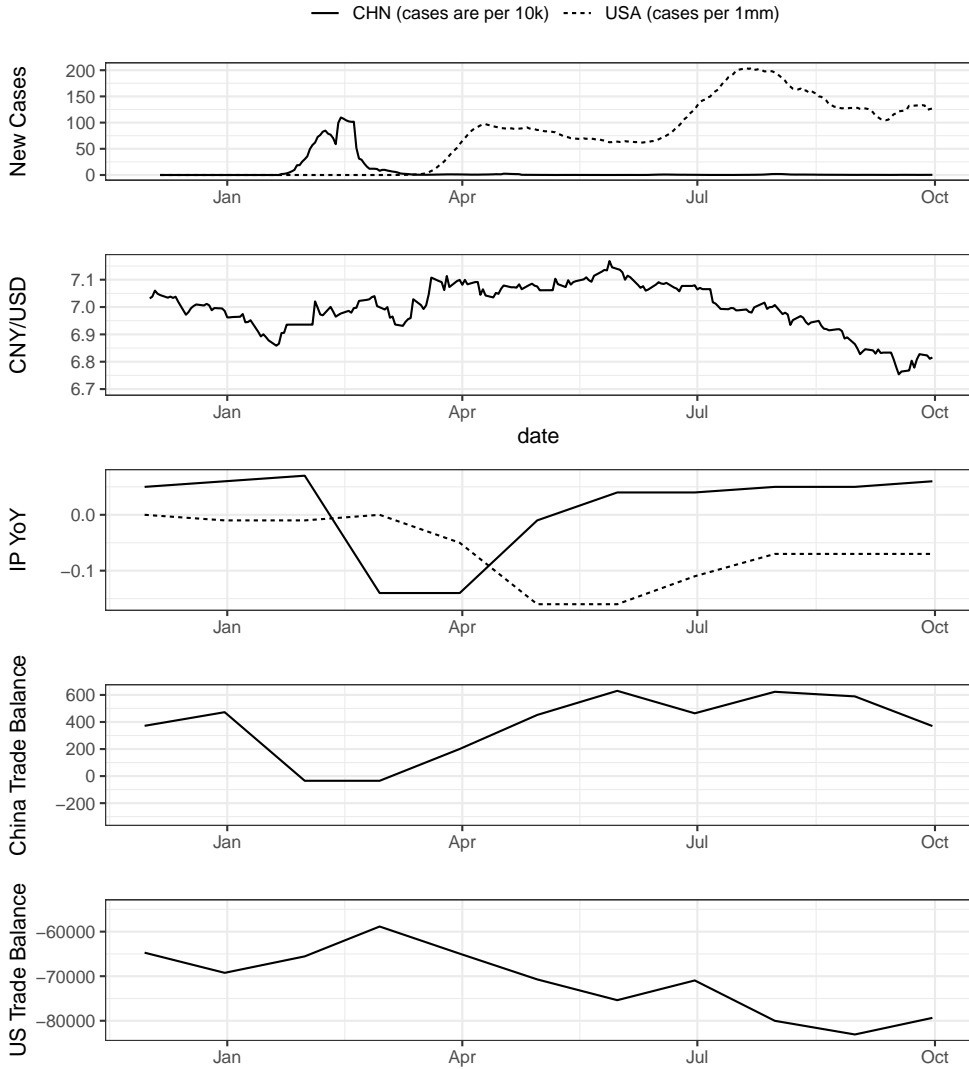 CHN (cases are per 10k) USA (cases per 1mm)
New Cases
200
150
100
50
0
Jan Apr Jul Oct
CNY/USD
7.1
7.0
6.9
6.8
6.7
Jan Apr Jul Oct
date
IP YoY
0.0
−0.1
Jan Apr Jul Oct
China Trade Balance
600
400
200
0
−200
Jan Apr Jul Oct
US Trade Balance
−60000
−70000
−80000
Jan Apr Jul Oct